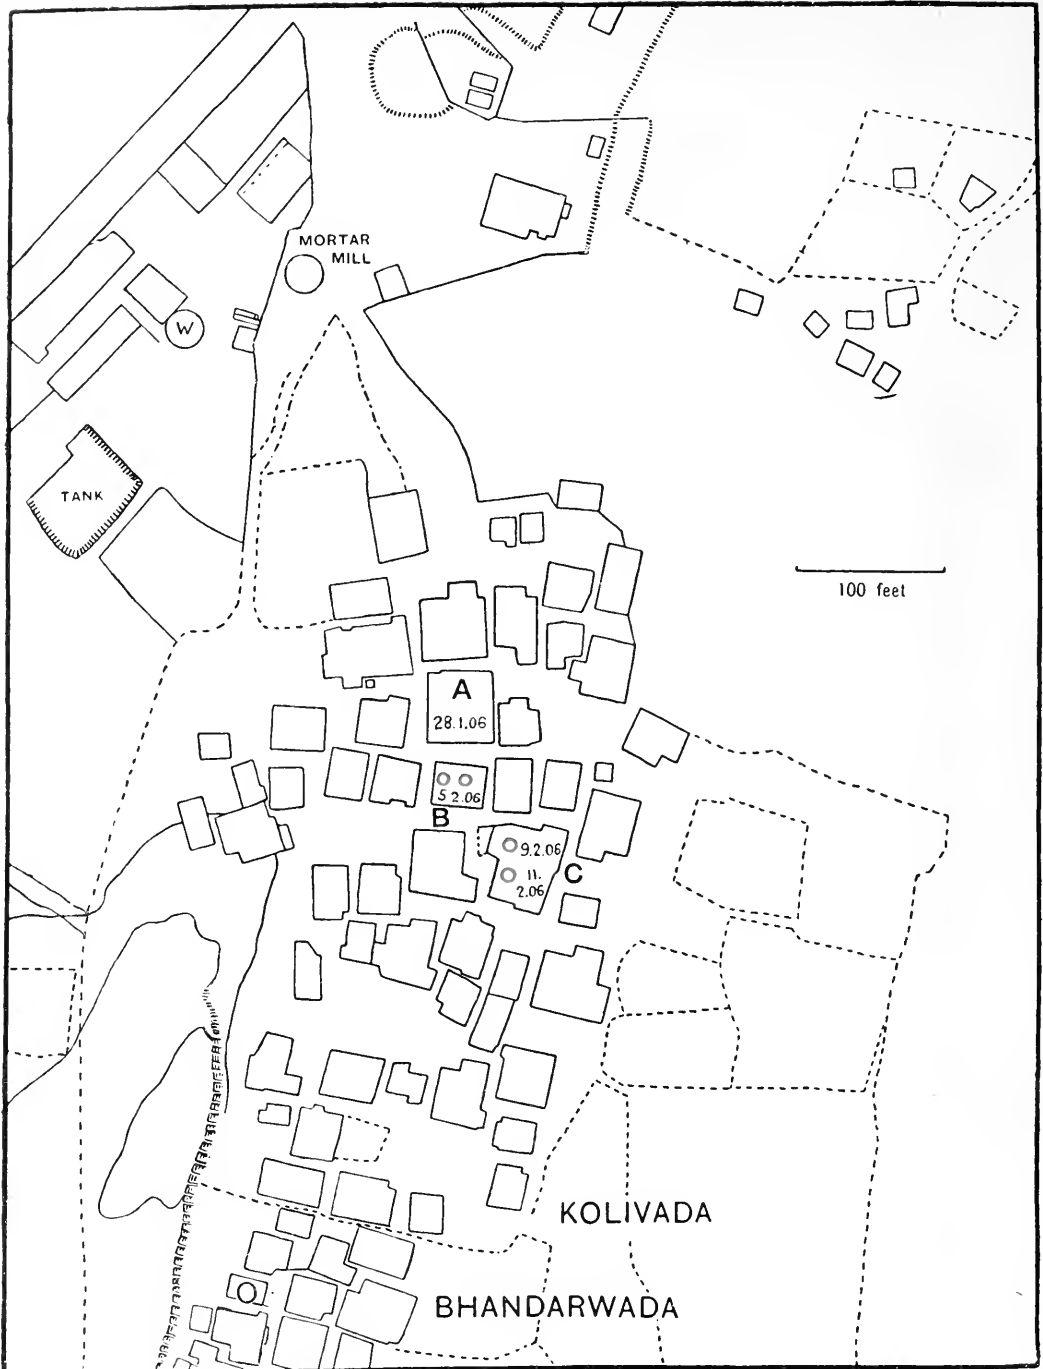 MORTAR
MILL
W
TANK
100 feet
A
28.1.06
5 2.06
B
9.2.06
11.
2.06
C
KOLIVADA
BHANDARWADA